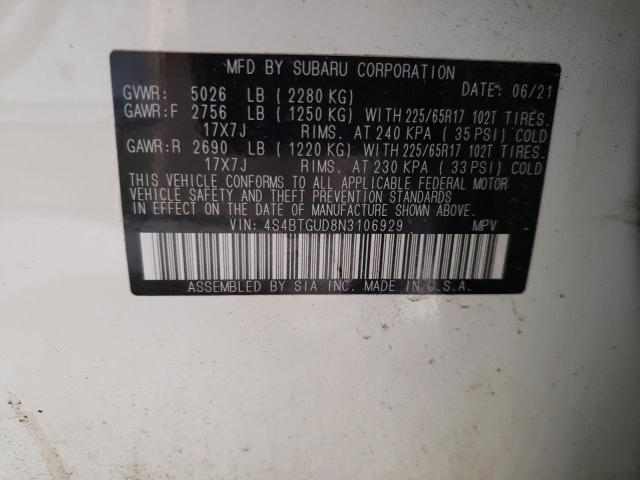 MFD BY SUBARU CORPORATION
GVWR: 5026 LB (2280 KG) DATE: 06/21
GAWR:F 2756 LB (1250 KG) WITH 225/65R17 102T TIRES.
17X7J RIMS. AT 240 KPA (35 PSI) COLD
GAWR:R 2690 LB (1220 KG) WITH 225/65R17 102T TIRES.
17X7J RIMS. AT 230 KPA (33 PSI) COLD
THIS VEHICLE CONFORMS TO ALL APPLICABLE FEDERAL MOTOR
VEHICLE SAFETY AND THEFT PREVENTION STANDARDS
IN EFFECT ON THE DATE OF MANUFACTURE SHOWN ABOVE.
VIN: 4S4BTGUD8N3106929 MPV
ASSEMBLED BY SIA INC. MADE IN U.S.A.